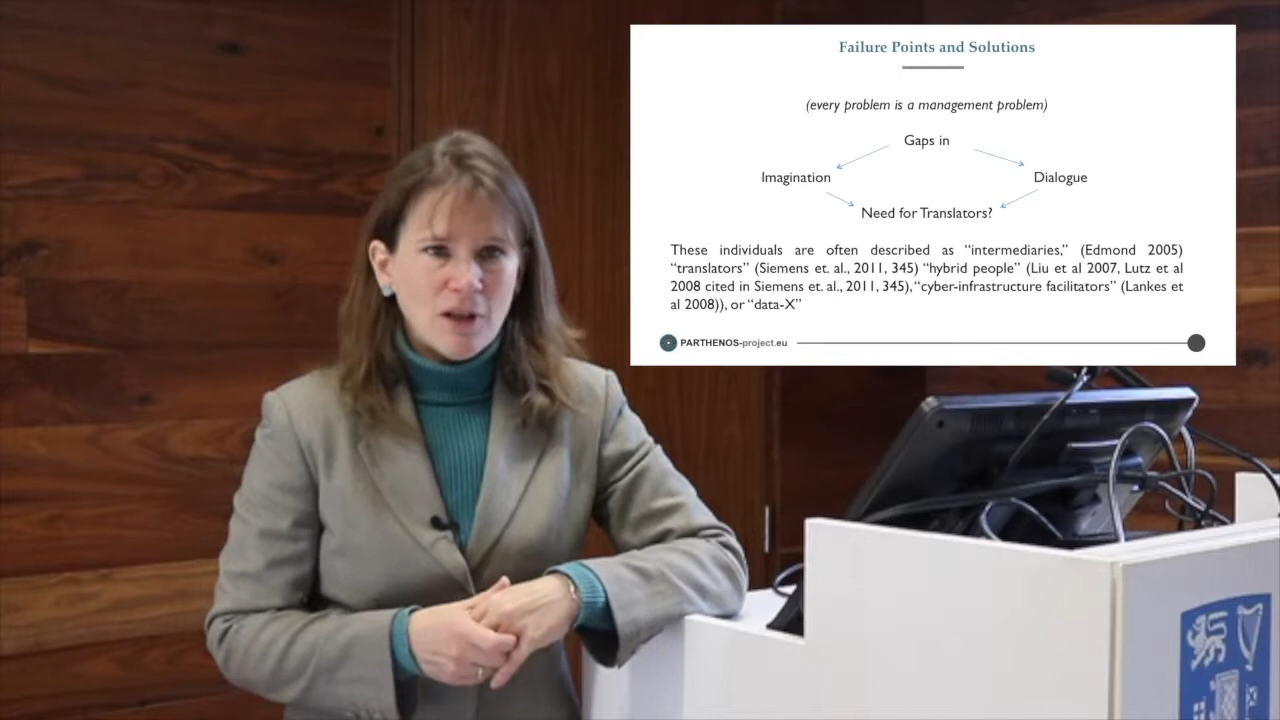 Failure Points and Solutions
(every problem is a management problem)
Gaps in
Imagination
Dialogue
Need for Translators?
These individuals are often described as “intermediaries,” (Edmond 2005)
“translators” (Siemens et. al., 2011, 345) “hybrid people” (Liu et al 2007, Lutz et al
2008 cited in Siemens et. al., 2011, 345), “cyber-infrastructure facilitators” (Lankes et
al 2008)), or “data-X”
PARTHENOS-project.eu